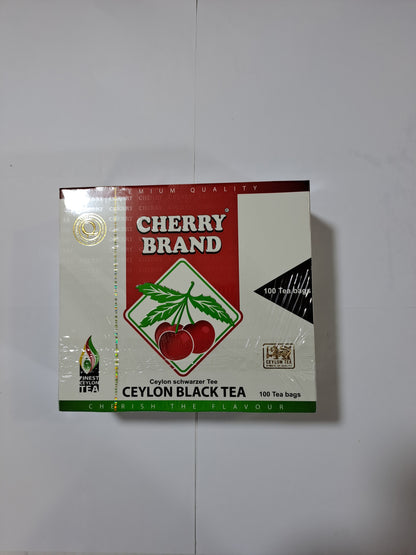 PREMIUM QUALITY
CHERRY
BRAND
100 Tea bags
FINEST
CEYLON
TEA
CEYLON TEA
Ceylon schwarzer Tee
CEYLON BLACK TEA
100 Tea bags
CHERISH THE FLAVOUR